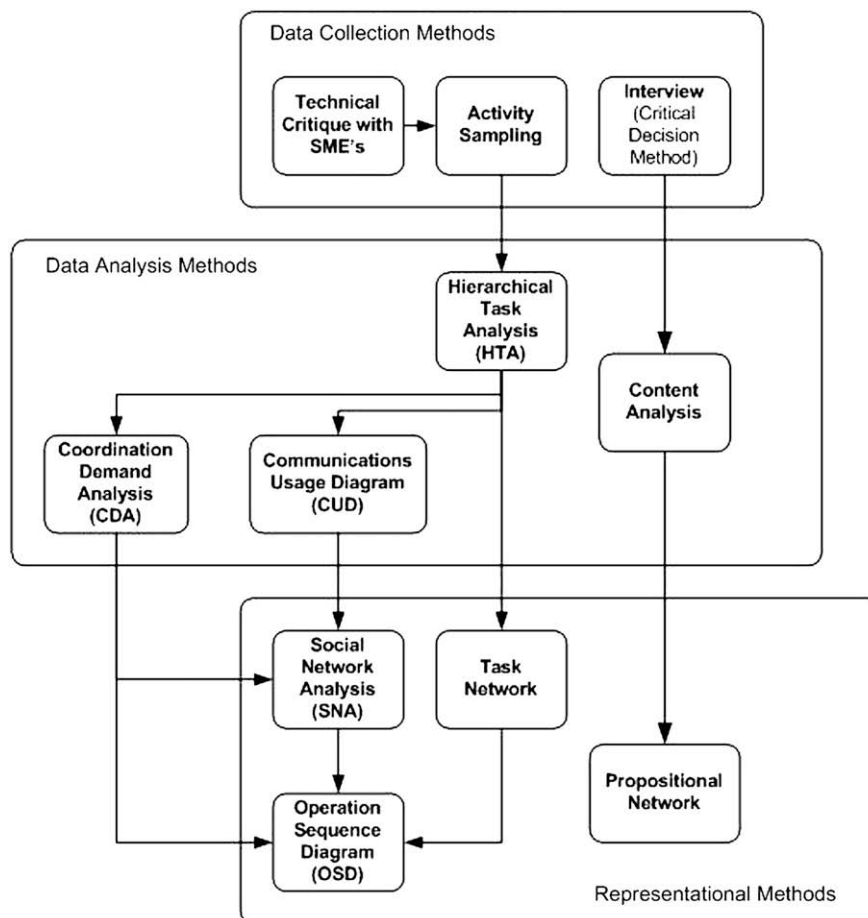 Data Collection Methods
Technical
Critique with
SME's
Activity
Sampling
Interview
(Critical
Decision
Method)
Data Analysis Methods
Hierarchical
Task
Analysis
(HTA)
Content
Analysis
Coordination
Demand
Analysis
(CDA)
Communications
Usage Diagram
(CUD)
Social
Network
Analysis
(SNA)
Task
Network
Propositional
Network
Operation
Sequence
Diagram
(OSD)
Representational Methods